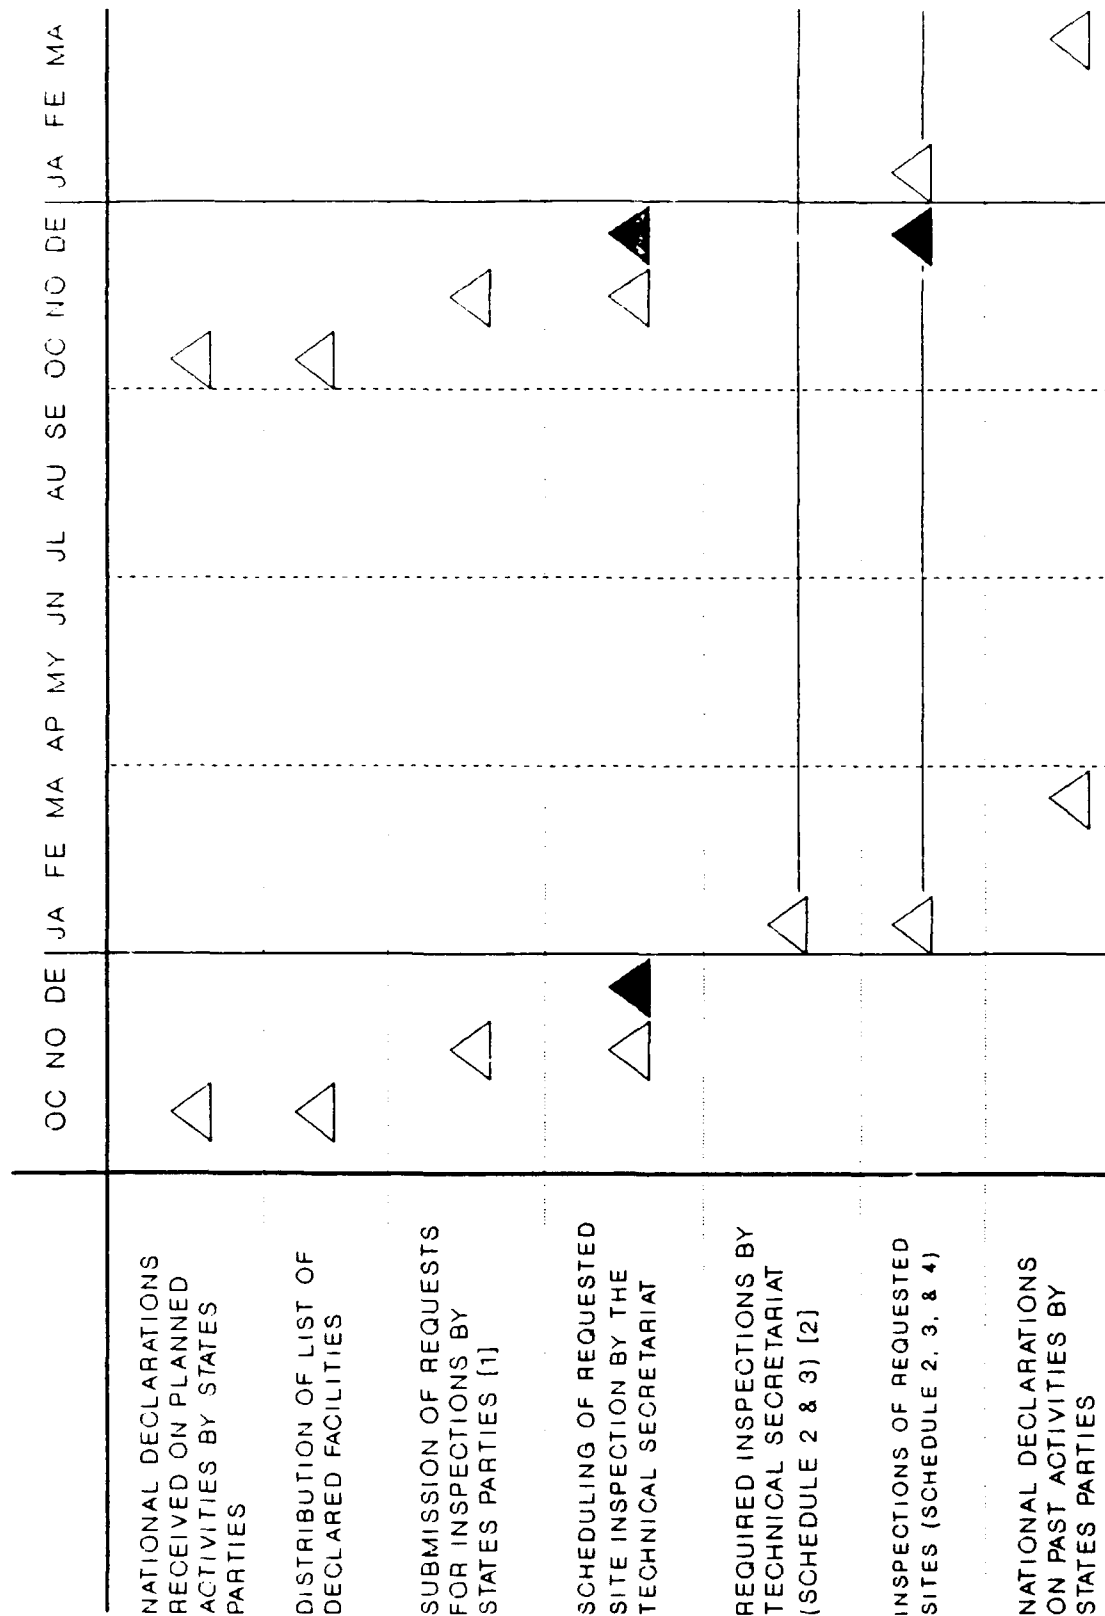 OC NO DE JA FE MA AP MY JN JL AU SE OC NO DE JA FE MA
NATIONAL DECLARATIONS
RECEIVED ON PLANNED
ACTIVITIES BY STATES
PARTIES
DISTRIBUTION OF LIST OF
DECLARED FACILITIES
SUBMISSION OF REQUESTS
FOR INSPECTIONS BY
STATES PARTIES [1]
SCHEDULING OF REQUESTED
SITE INSPECTION BY THE
TECHNICAL SECRETARIAT
REQUIRED INSPECTIONS BY
TECHNICAL SECRETARIAT
(SCHEDULE 2 & 3) [2]
INSPECTIONS OF REQUESTED
SITES (SCHEDULE 2, 3, & 4)
NATIONAL DECLARATIONS
ON PAST ACTIVITIES BY
STATES PARTIES